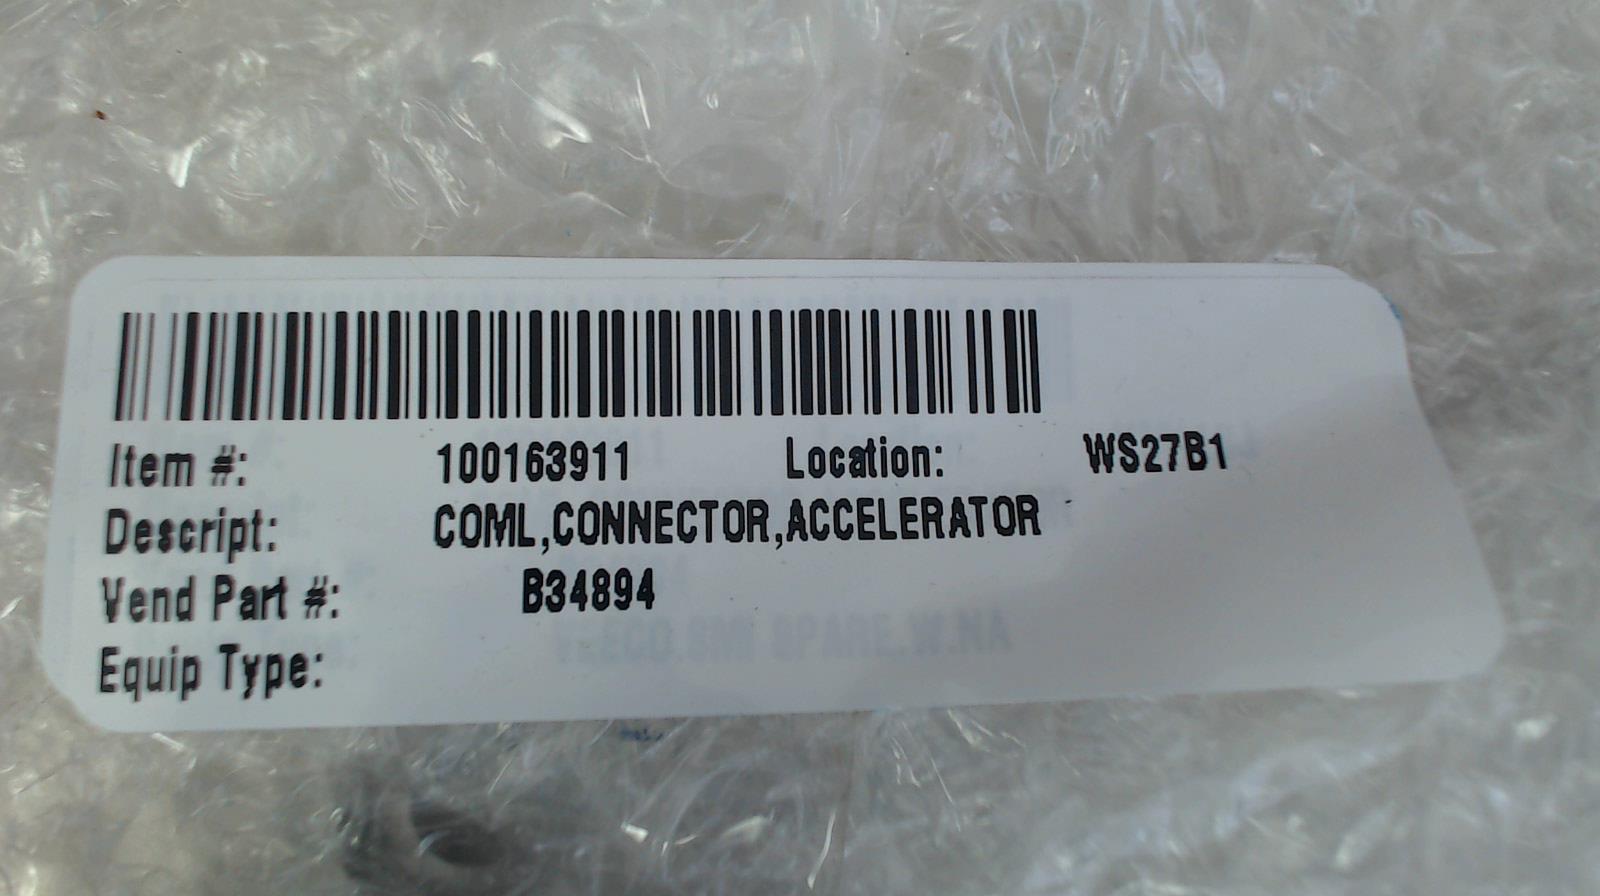 Item #: 100163911 Location: WS27B1
Descript: COML,CONNECTOR,ACCELERATOR
Vend Part #: B34894
Equip Type: